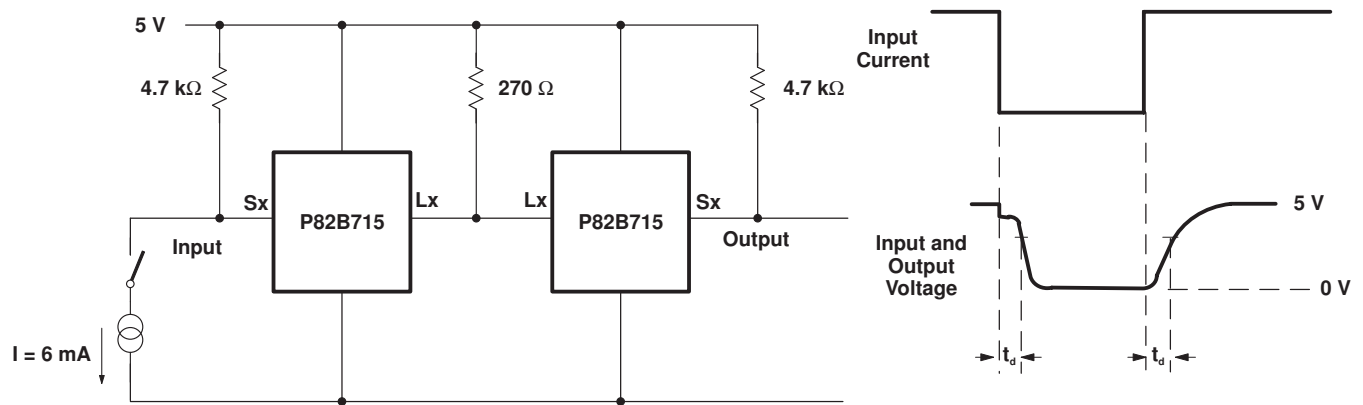 5 V
4.7 kΩ
270 Ω
4.7 kΩ
Sx
P82B715
Lx
Lx
P82B715
Sx
Input
Output
I = 6 mA
Input
Current
5 V
Input and
Output
Voltage
0 V
td
td